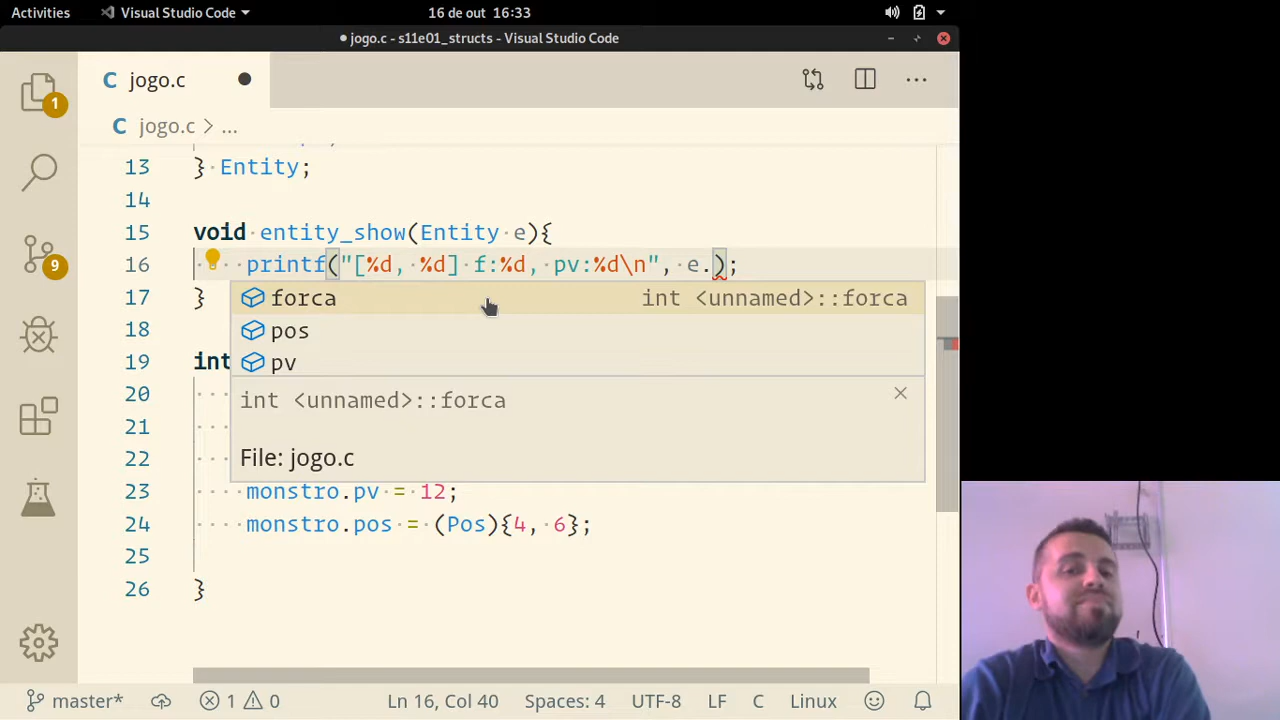 Activities Visual Studio Code 16 de out 16:33
● jogo.c - s11e01_structs - Visual Studio Code
C jogo.c
C jogo.c > ...
1
9
13 } Entity;
14
15 void entity_show(Entity e){
16 printf("[%d, %d] f:%d, pv:%d\n", e.);
17 }
forca int <unnamed>::forca
18
pos
19 int
pv
20
int <unnamed>::forca
21
22
File: jogo.c
23 monstro.pv = 12;
24 monstro.pos = (Pos){4, 6};
25
26 }
master* 1 0 Ln 16, Col 40 Spaces: 4 UTF-8 LF C Linux